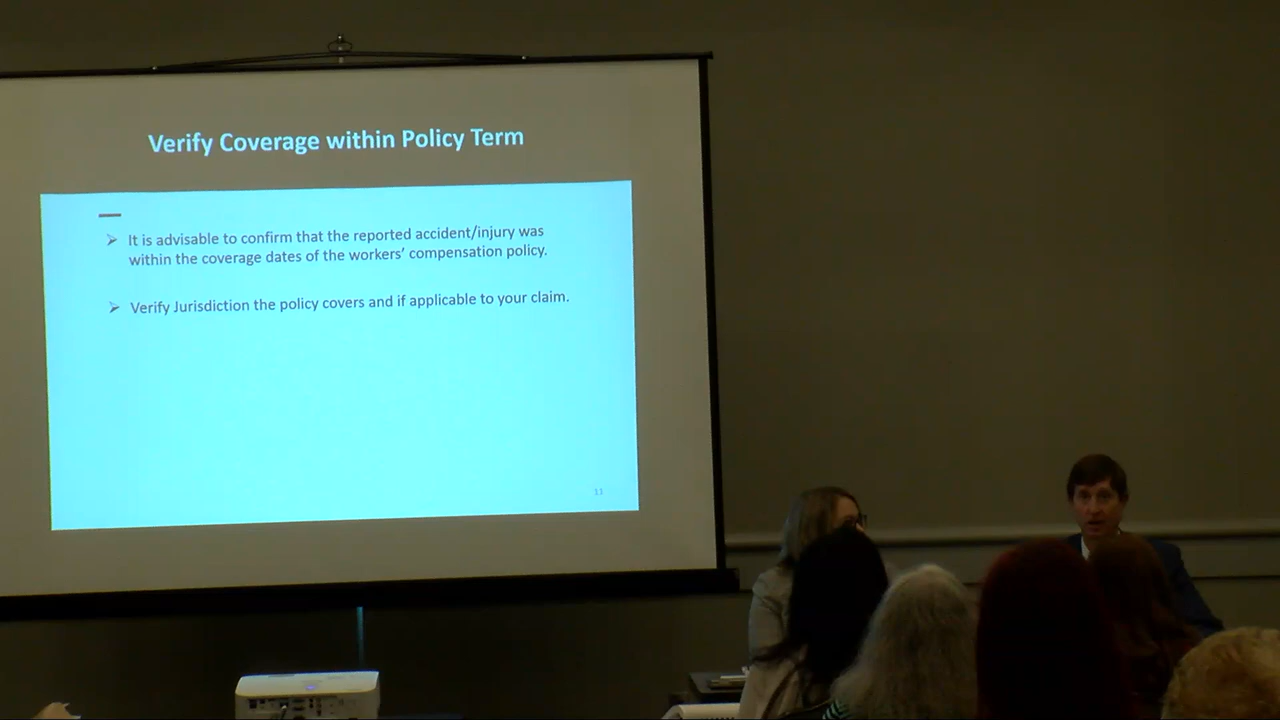 Verify Coverage within Policy Term
➢ It is advisable to confirm that the reported accident/injury was
within the coverage dates of the workers’ compensation policy.
➢ Verify Jurisdiction the policy covers and if applicable to your claim.
11